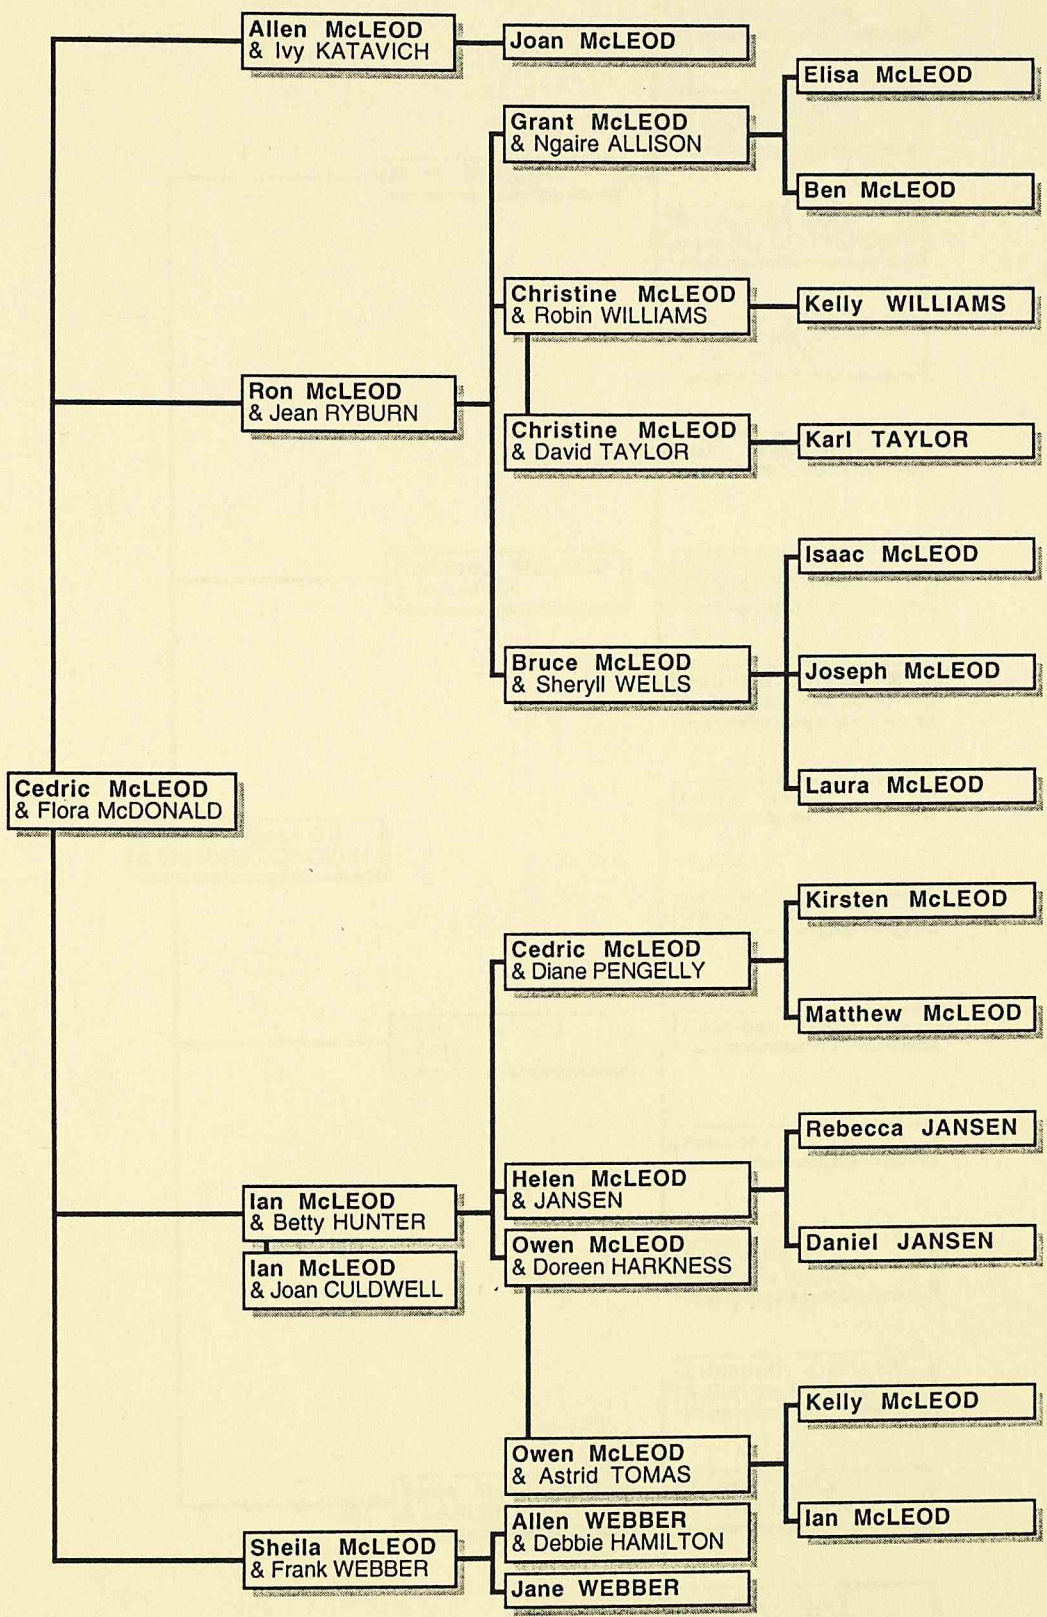 Allen McLEOD
& Ivy KATAVICH
Joan McLEOD
Elisa McLEOD
Grant McLEOD
& Ngaire ALLISON
Ben McLEOD
Christine McLEOD
& Robin WILLIAMS
Kelly WILLIAMS
Ron McLEOD
& Jean RYBURN
Christine McLEOD
& David TAYLOR
Karl TAYLOR
Isaac McLEOD
Bruce McLEOD
& Sheryll WELLS
Joseph McLEOD
Laura McLEOD
Cedric McLEOD
& Flora McDONALD
Kirsten McLEOD
Cedric McLEOD
& Diane PENGELLY
Matthew McLEOD
Rebecca JANSEN
Helen McLEOD
& JANSEN
Ian McLEOD
& Betty HUNTER
Daniel JANSEN
Owen McLEOD
& Doreen HARKNESS
Ian McLEOD
& Joan CULDWELL
Kelly McLEOD
Owen McLEOD
& Astrid TOMAS
Ian McLEOD
Allen WEBBER
& Debbie HAMILTON
Sheila McLEOD
& Frank WEBBER
Jane WEBBER